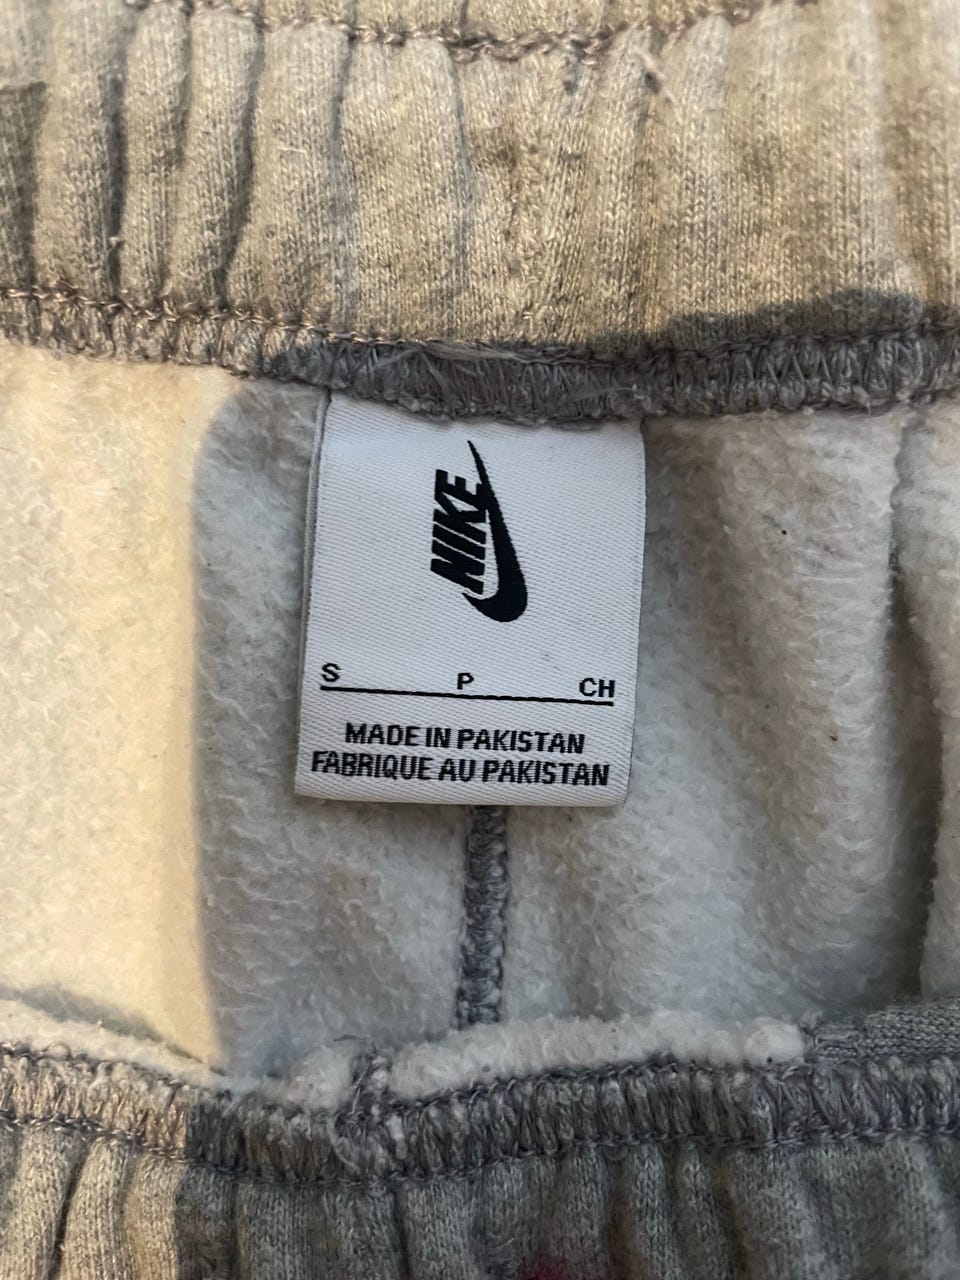 NIKE
S P CH
MADE IN PAKISTAN
FABRIQUE AU PAKISTAN